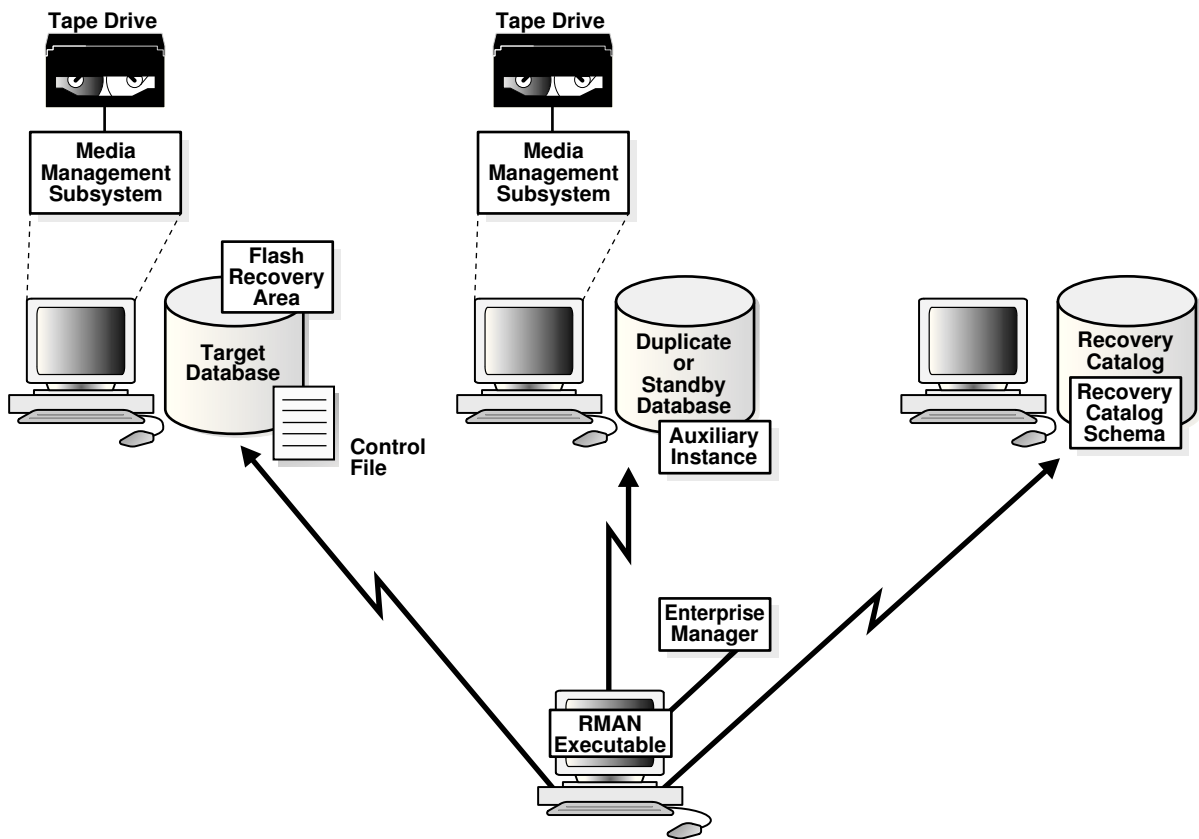 Tape Drive
Tape Drive
Media
Management
Subsystem
Media
Management
Subsystem
Flash
Recovery
Area
Target
Database
Control
File
Duplicate
or
Standby
Database
Auxiliary
Instance
Recovery
Catalog
Recovery
Catalog
Schema
Enterprise
Manager
RMAN
Executable